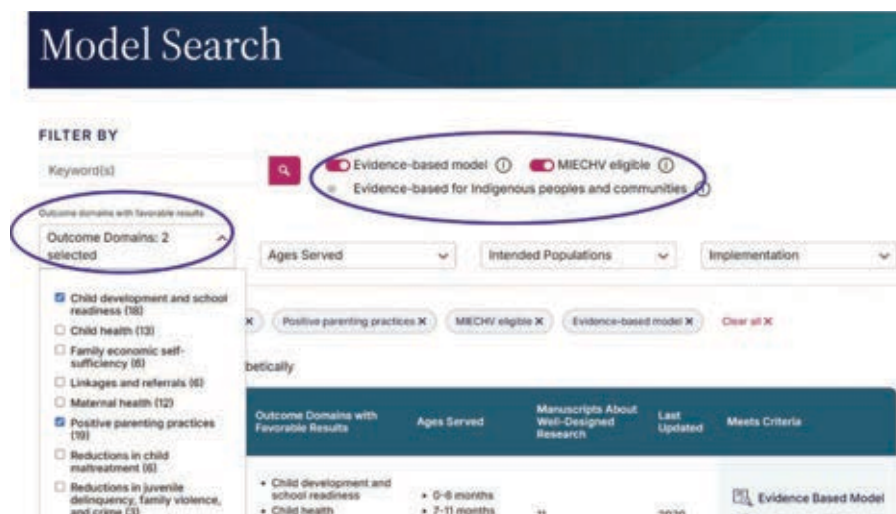 Model Search
FILTER BY
Keyword(s)
Evidence-based model
MIECHV eligible
Evidence-based for Indigenous peoples and communities
Outcome domains with favorable results
Outcome Domains: 2
selected
Ages Served
Intended Populations
Implementation
Child development and school
readiness (18)
Child health (13)
Family economic self-
sufficiency (6)
Linkages and referrals (6)
Maternal health (12)
Positive parenting practices
(19)
Reductions in child
maltreatment (6)
Reductions in juvenile
delinquency, family violence,
and crime (3)
X
Positive parenting practices X
MIECHV eligible X
Evidence-based model X
Clear all X
betically
Outcome Domains with
Favorable Results
Ages Served
Manuscripts About
Well-Designed
Research
Last
Updated
Meets Criteria
• Child development and
school readiness
• Child health
• 0-6 months
• 7-11 months
Evidence Based Model